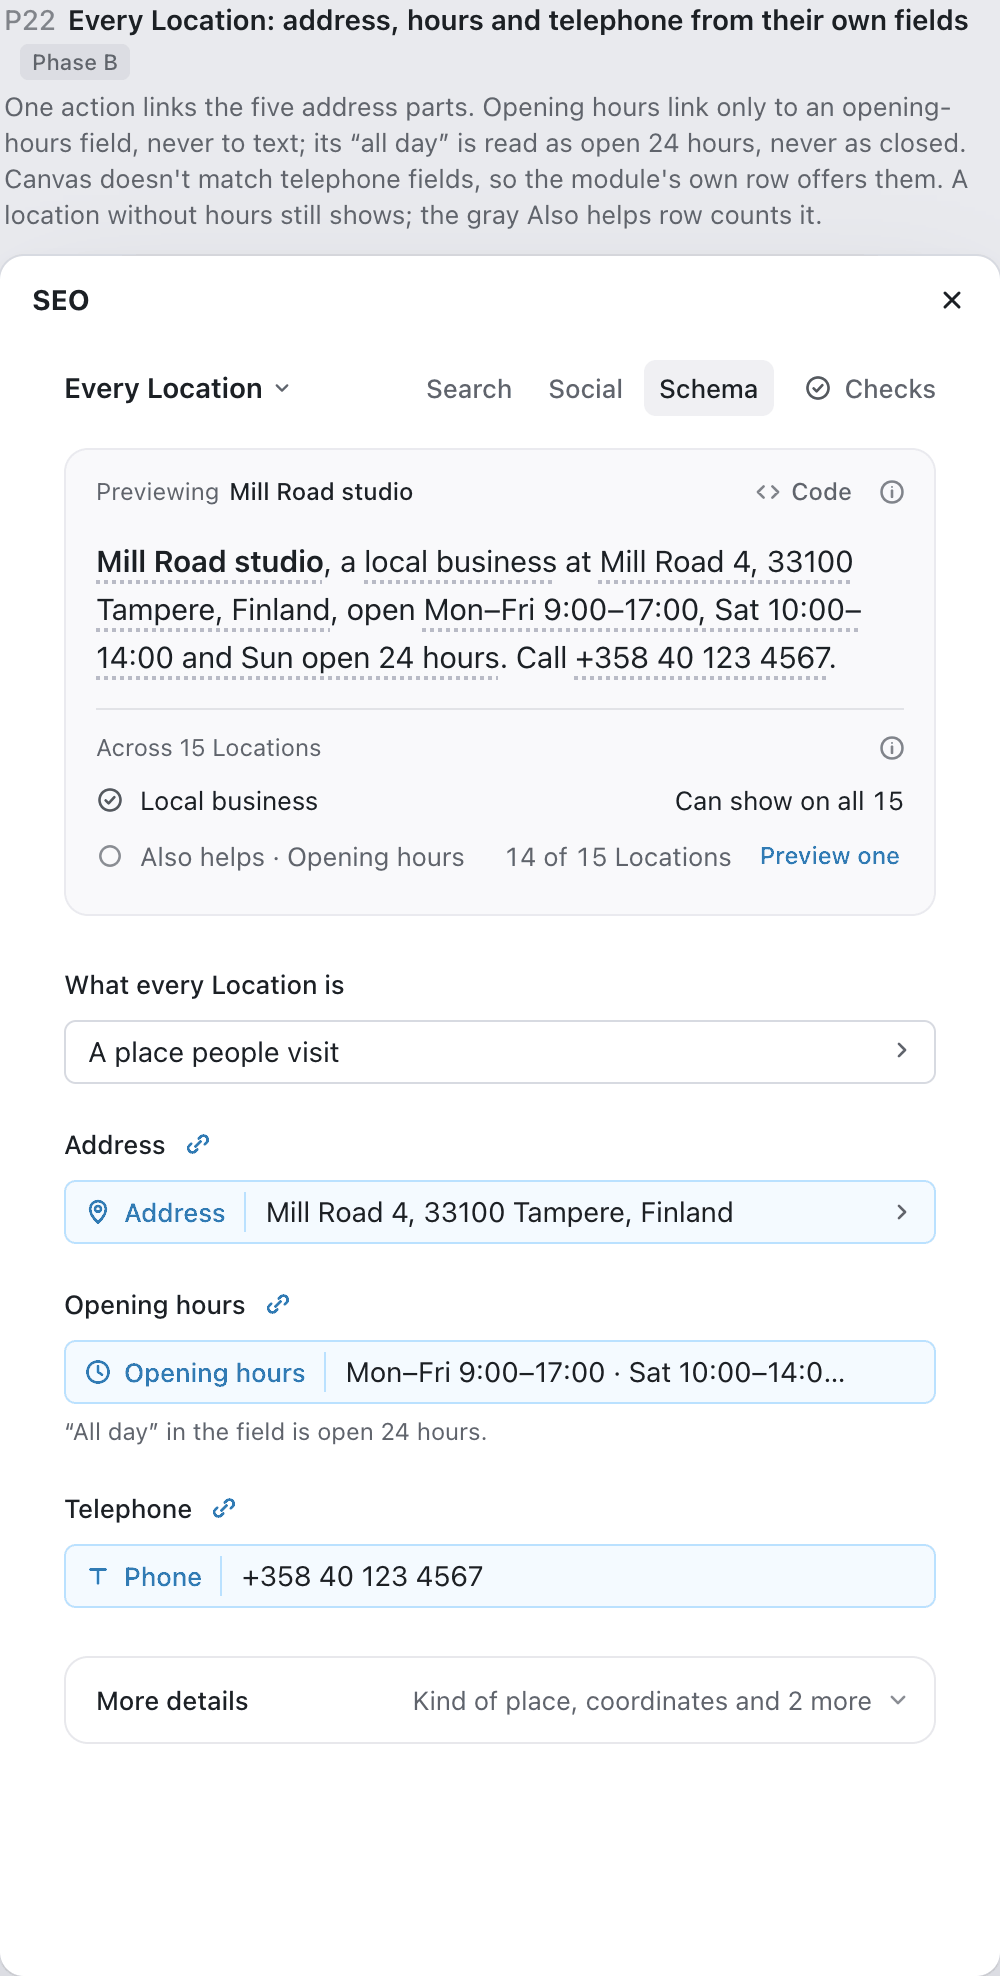 P22 Every Location: address, hours and telephone from their own fields
Phase B
One action links the five address parts. Opening hours link only to an opening-
hours field, never to text; its “all day” is read as open 24 hours, never as closed.
Canvas doesn't match telephone fields, so the module's own row offers them. A
location without hours still shows; the gray Also helps row counts it.
SEO
Every Location
Search Social Schema Checks
Previewing Mill Road studio
Code
Mill Road studio, a local business at Mill Road 4, 33100
Tampere, Finland, open Mon–Fri 9:00–17:00, Sat 10:00–
14:00 and Sun open 24 hours. Call +358 40 123 4567.
Across 15 Locations
Local business Can show on all 15
Also helps · Opening hours 14 of 15 Locations Preview one
What every Location is
A place people visit
Address
Address Mill Road 4, 33100 Tampere, Finland
Opening hours
Opening hours Mon–Fri 9:00–17:00 · Sat 10:00–14:0...
“All day” in the field is open 24 hours.
Telephone
Phone +358 40 123 4567
More details Kind of place, coordinates and 2 more